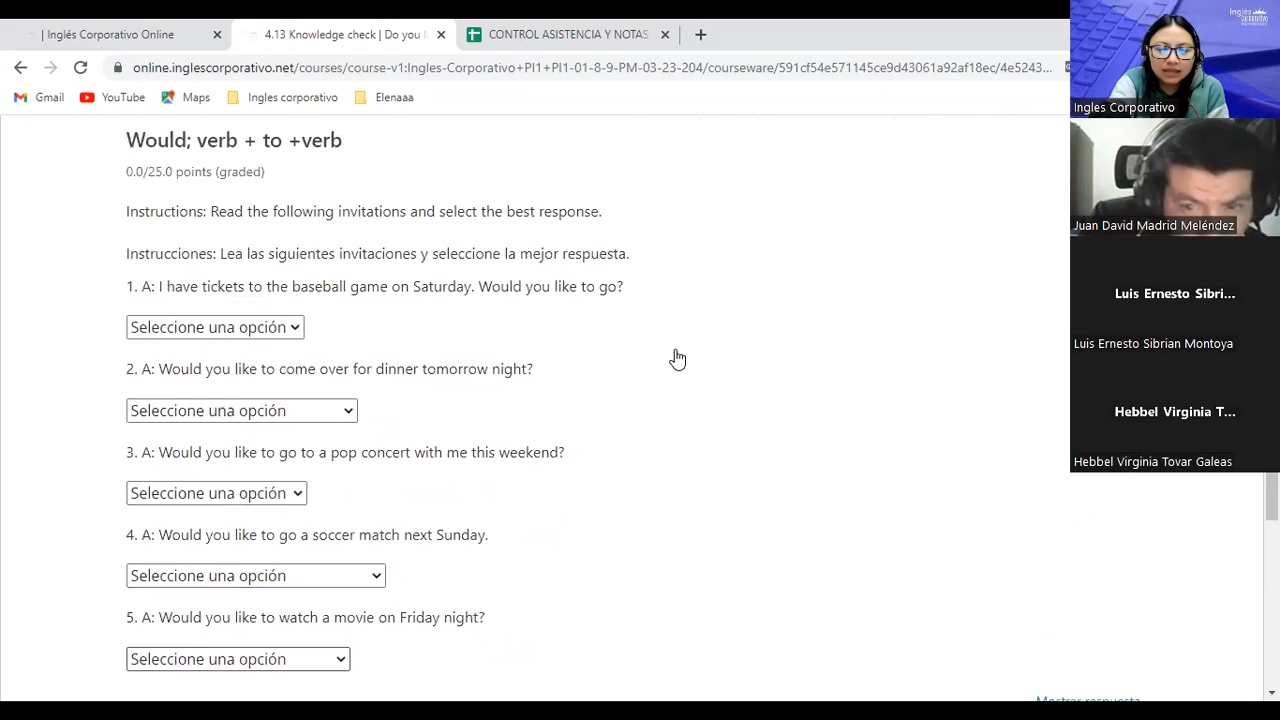 | Inglés Corporativo Online
4.13 Knowledge check | Do you l
CONTROL ASISTENCIA Y NOTAS
online.inglescorporativo.net/courses/course-v1:Ingles-Corporativo+PI1+PI1-01-8-9-PM-03-23-204/courseware/591cf54e571145ce9d43061a92af18ec/4e5243...
Gmail
YouTube
Maps
Ingles corporativo
Elenaaa
Would; verb + to +verb
0.0/25.0 points (graded)
Instructions: Read the following invitations and select the best response.
Instrucciones: Lea las siguientes invitaciones y seleccione la mejor respuesta.
1. A: I have tickets to the baseball game on Saturday. Would you like to go?
Seleccione una opción
2. A: Would you like to come over for dinner tomorrow night?
Seleccione una opción
3. A: Would you like to go to a pop concert with me this weekend?
Seleccione una opción
4. A: Would you like to go a soccer match next Sunday.
Seleccione una opción
5. A: Would you like to watch a movie on Friday night?
Seleccione una opción
Mostrar respuesta
Ingles
corporativo
Ingles Corporativo
Juan David Madrid Meléndez
Luis Ernesto Sibri...
Luis Ernesto Sibrian Montoya
Hebbel Virginia T...
Hebbel Virginia Tovar Galeas